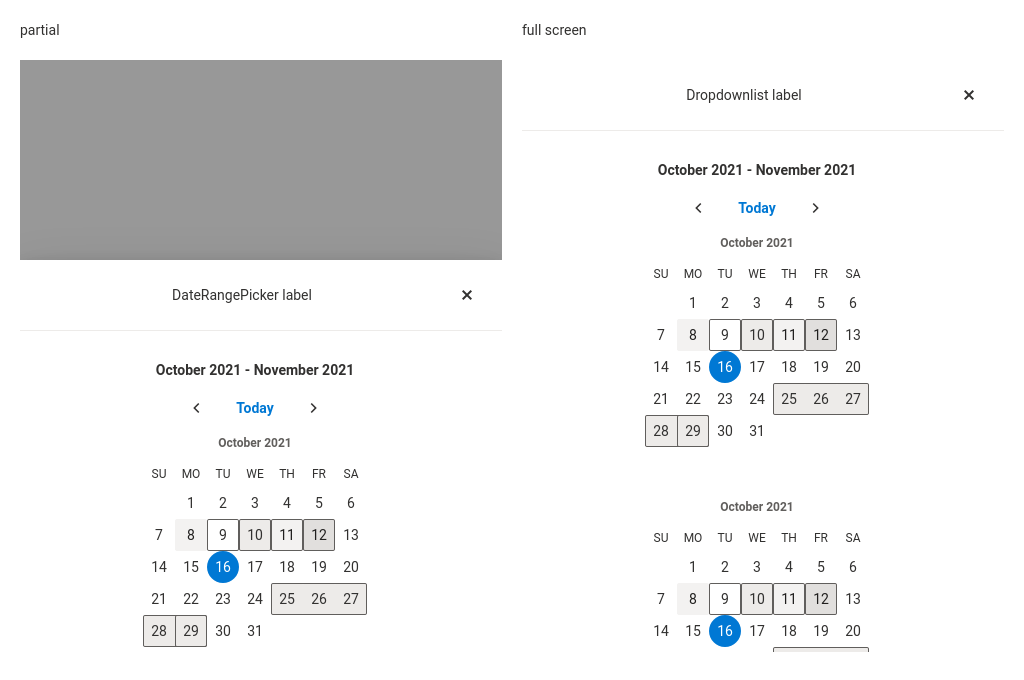 partial
DateRangePicker label ×
October 2021 - November 2021
Today
October 2021
SU MO TU WE TH FR SA
1 2 3 4 5 6
7 8 9 10 11 12 13
14 15 16 17 18 19 20
21 22 23 24 25 26 27
28 29 30 31
full screen
Dropdownlist label ×
October 2021 - November 2021
Today
October 2021
SU MO TU WE TH FR SA
1 2 3 4 5 6
7 8 9 10 11 12 13
14 15 16 17 18 19 20
21 22 23 24 25 26 27
28 29 30 31
October 2021
SU MO TU WE TH FR SA
1 2 3 4 5 6
7 8 9 10 11 12 13
14 15 16 17 18 19 20